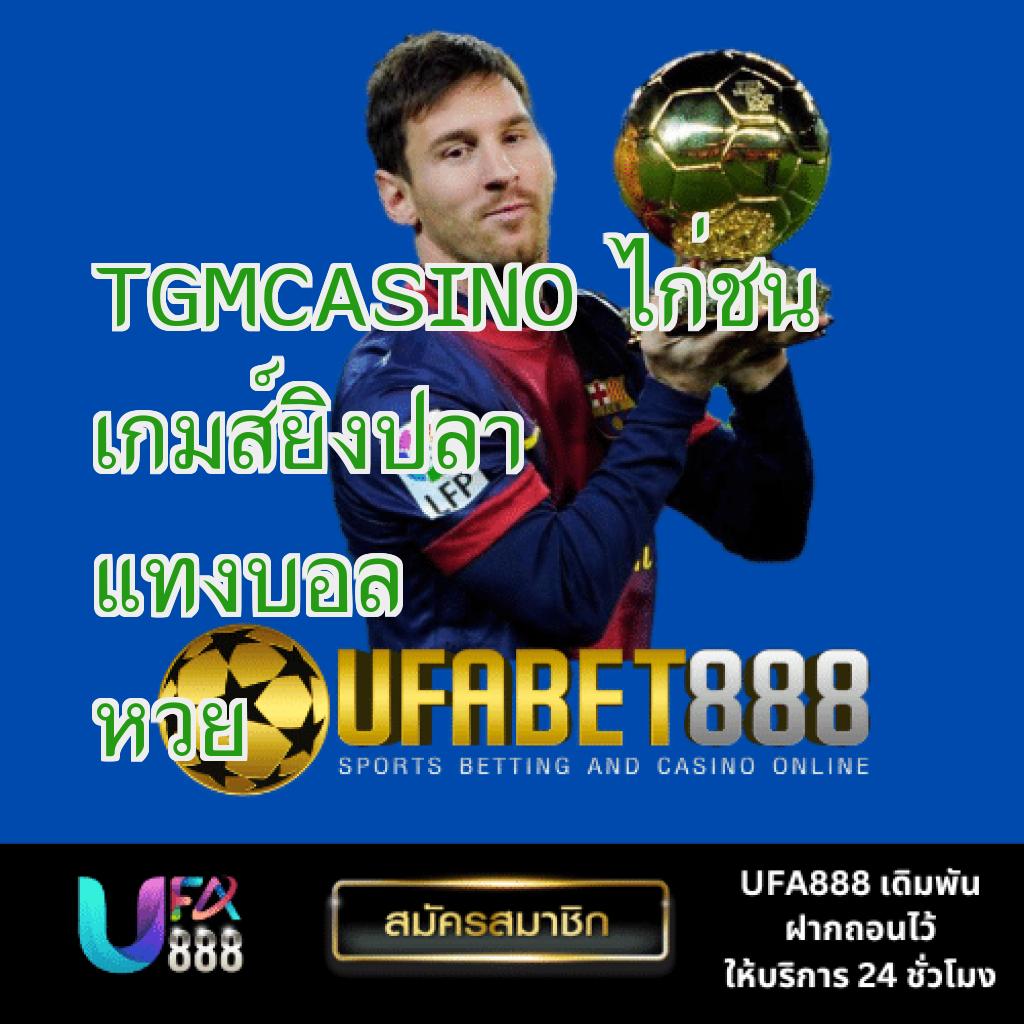 TGMCASINO ไก่ชน
เกมส์ยิงปลา
LFP
แทงบอล
หวย
UFABET888
SPORTS BETTING AND CASINO ONLINE
UFA
888
สมัครสมาชิก
UFA888 เดิมพัน
ฝากถอนไว้
ให้บริการ 24 ชั่วโมง